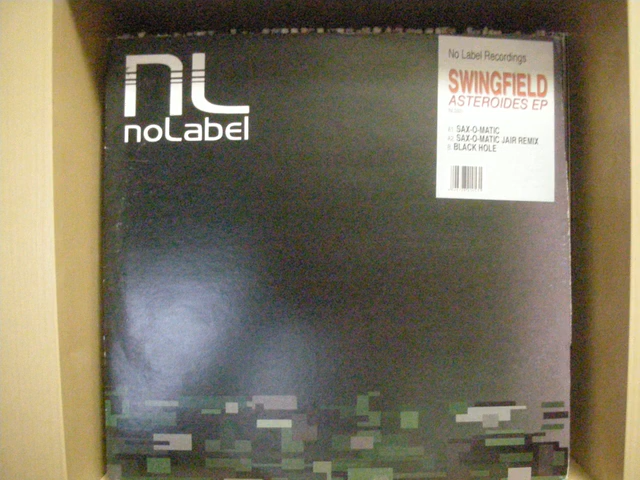 NL
noLabel
No Label Recordings
SWINGFIELD
ASTEROIDES EP
SAX-O-MATIC
SAX-O-MATIC JAIR REMIX
BLACK HOLE